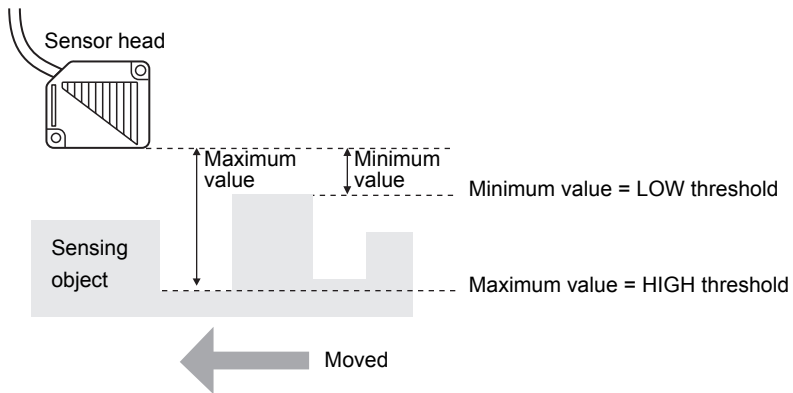 Sensor head
Maximum
value
Minimum
value
Minimum value = LOW threshold
Sensing
object
Maximum value = HIGH threshold
Moved